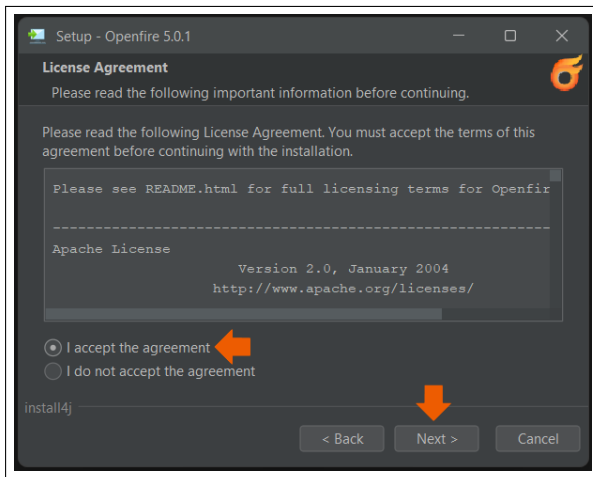 Setup - Openfire 5.0.1
License Agreement
Please read the following important information before continuing.
Please read the following License Agreement. You must accept the terms of this
agreement before continuing with the installation.
Please see README.html for full licensing terms for Openfir
------------------------------------------------------------
Apache License
Version 2.0, January 2004
http://www.apache.org/licenses/
I accept the agreement
I do not accept the agreement
install4j
< Back Next > Cancel